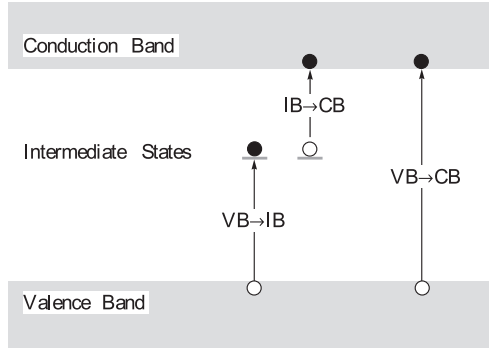 Conduction Band
IB→CB
Intermediate States
VB→CB
VB→IB
Valence Band